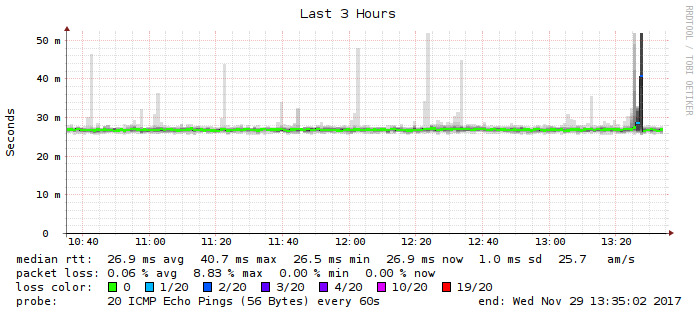 Last 3 Hours
RRDTOOL / TOBI OETIKER
Seconds
50 m
40 m
30 m
20 m
10 m
0
10:40 11:00 11:20 11:40 12:00 12:20 12:40 13:00 13:20
median rtt: 26.9 ms avg 40.7 ms max 26.5 ms min 26.9 ms now 1.0 ms sd 25.7 am/s
packet loss: 0.06 % avg 8.83 % max 0.00 % min 0.00 % now
loss color: 0 1/20 2/20 3/20 4/20 10/20 19/20
probe: 20 ICMP Echo Pings (56 Bytes) every 60s end: Wed Nov 29 13:35:02 2017